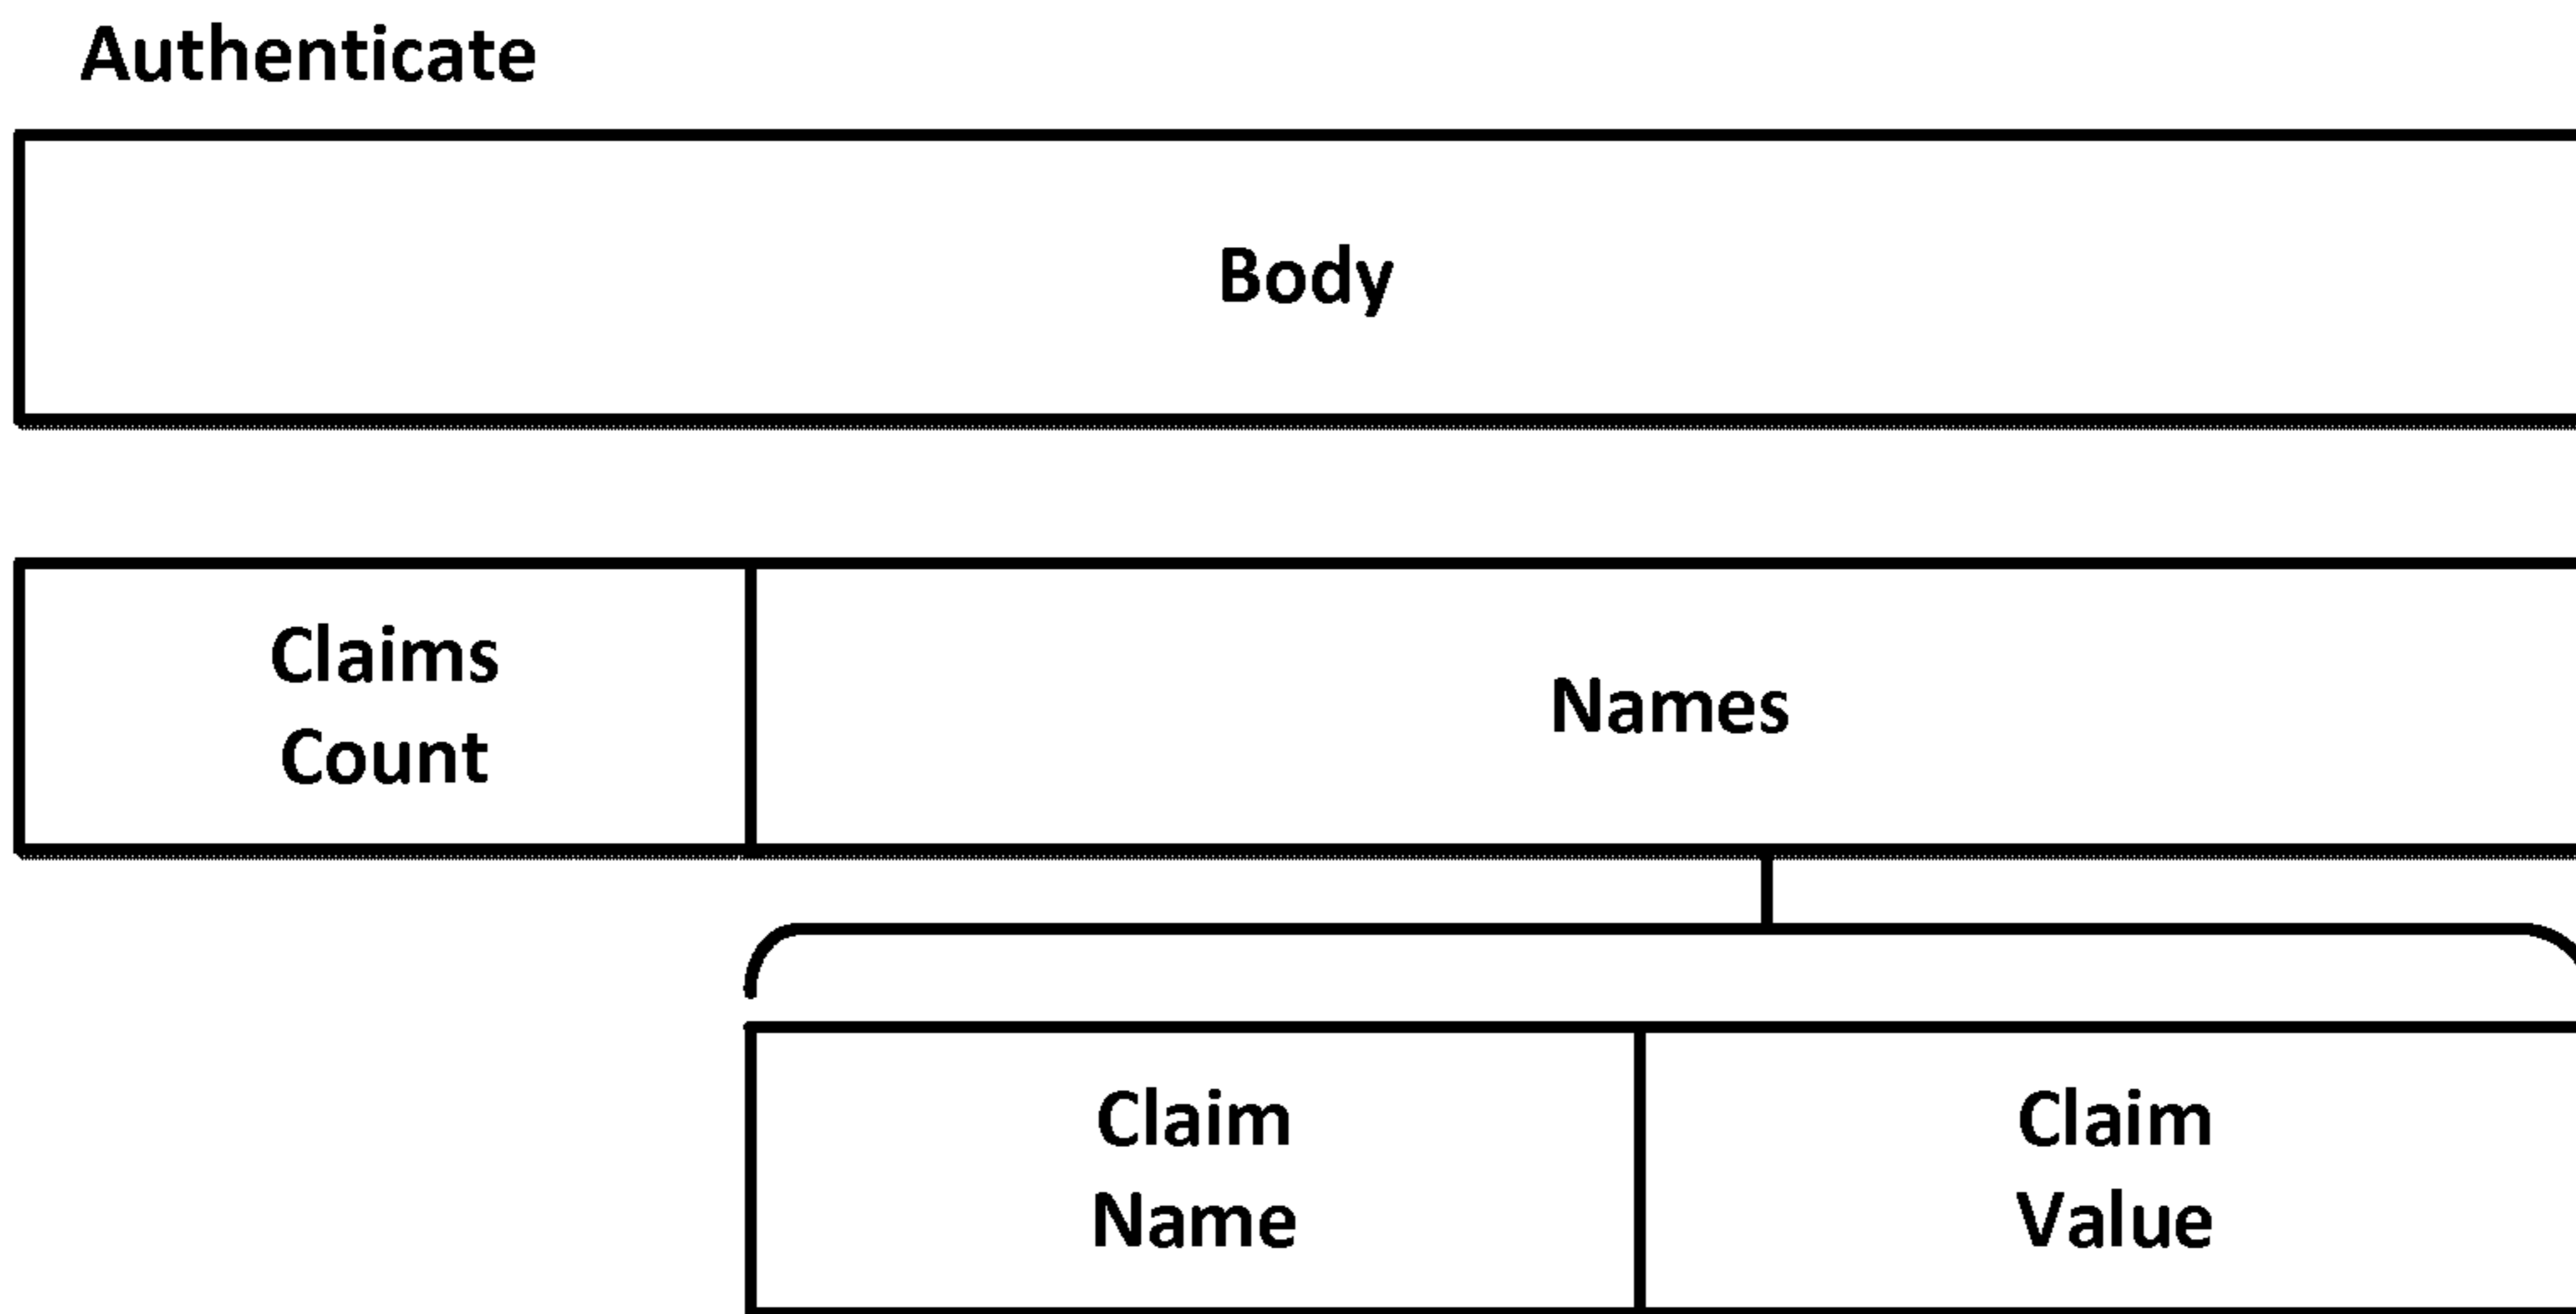 Authenticate
Body
Claims
Count
Names
Claim
Name
Claim
Value